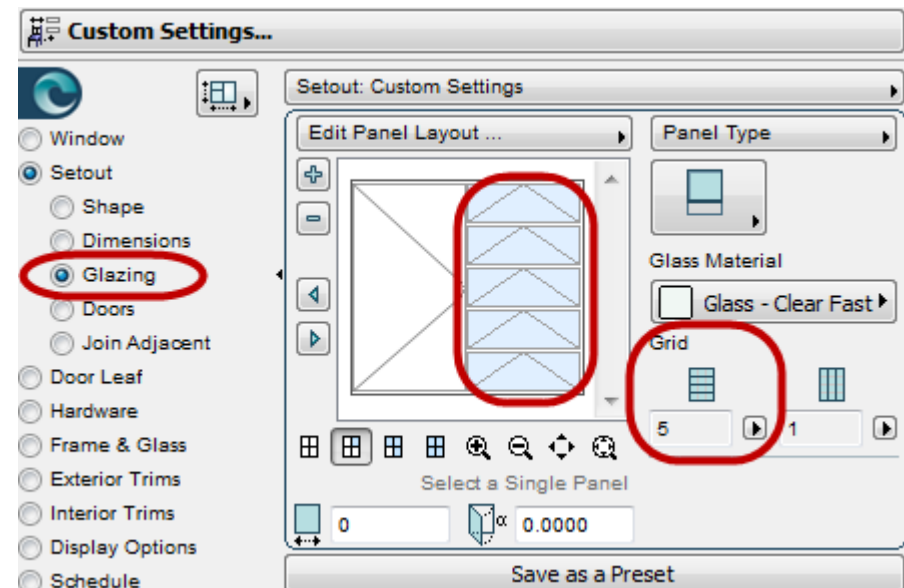 Custom Settings...
Setout: Custom Settings
Window
Edit Panel Layout ...
Panel Type
Setout
Shape
Dimensions
Glazing
Glass Material
Doors
Glass - Clear Fast
Join Adjacent
Grid
Door Leaf
Hardware
5
1
Frame & Glass
Exterior Trims
Select a Single Panel
Interior Trims
0
α
0.0000
Display Options
Schedule
Save as a Preset